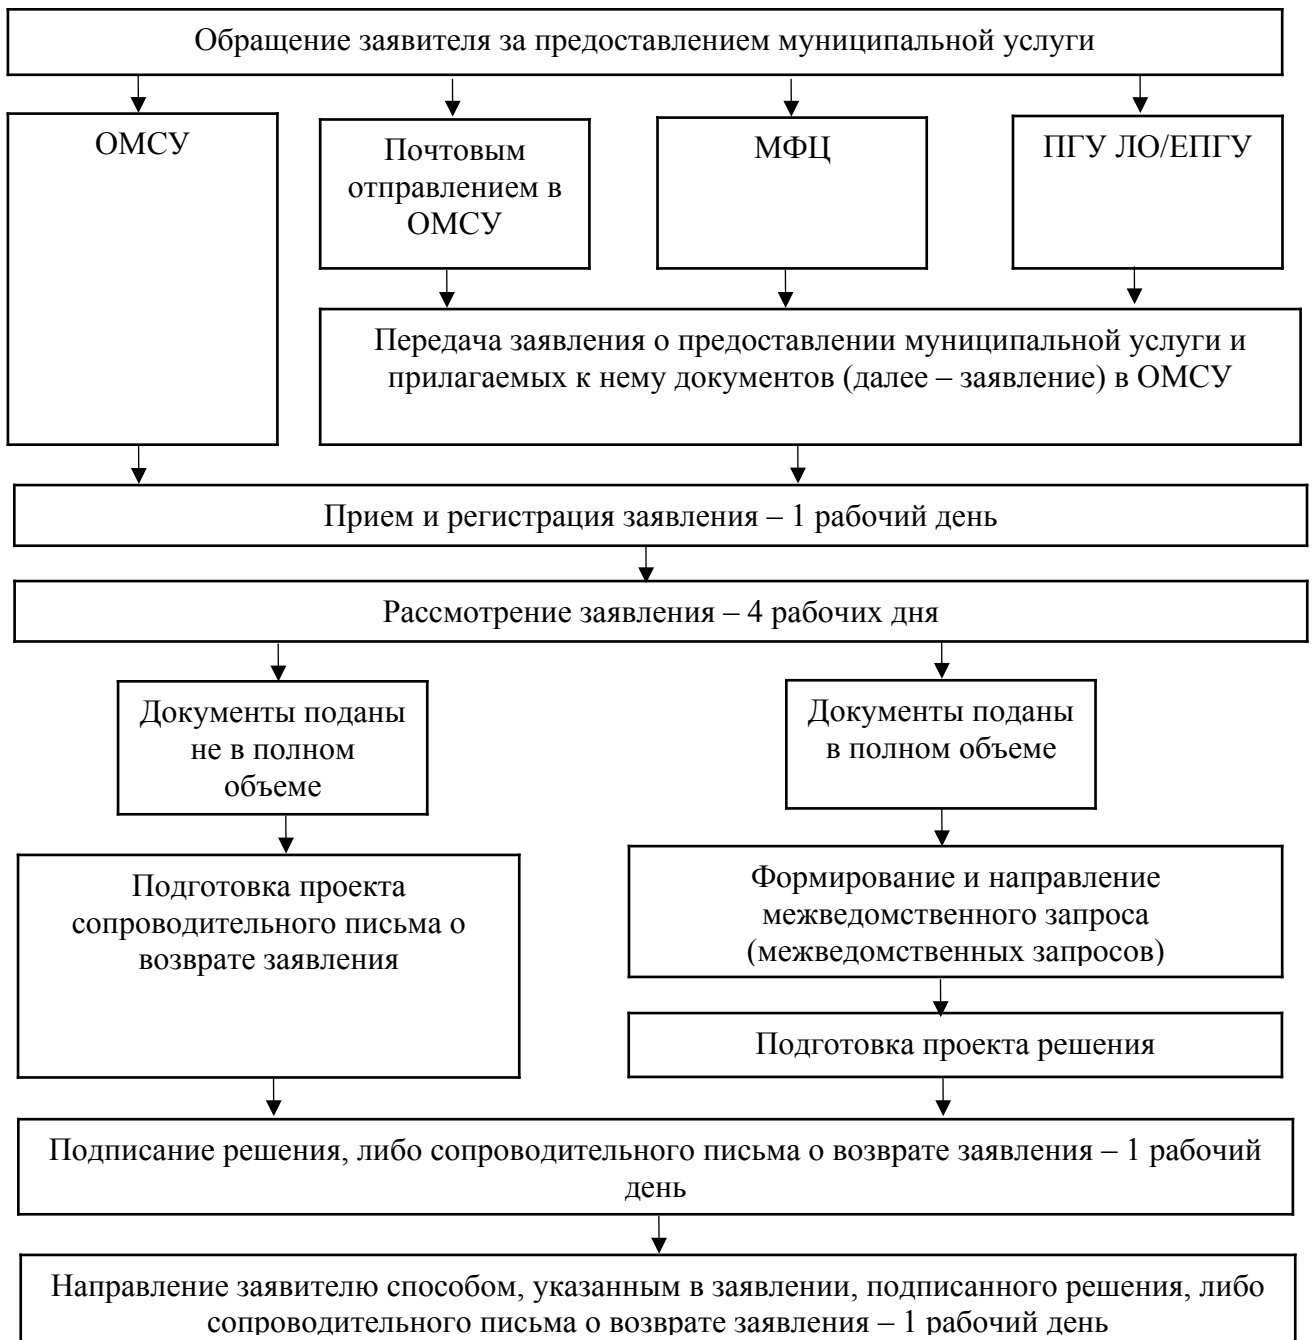 Обращение заявителя за предоставлением муниципальной услуги
ОМСУ
Почтовым
отправлением в
ОМСУ
МФЦ
ПГУ ЛО/ЕПГУ
Передача заявления о предоставлении муниципальной услуги и
прилагаемых к нему документов (далее – заявление) в ОМСУ
Прием и регистрация заявления – 1 рабочий день
Рассмотрение заявления – 4 рабочих дня
Документы поданы
не в полном
объеме
Документы поданы
в полном объеме
Подготовка проекта
сопроводительного письма о
возврате заявления
Формирование и направление
межведомственного запроса
(межведомственных запросов)
Подготовка проекта решения
Подписание решения, либо сопроводительного письма о возврате заявления – 1 рабочий
день
Направление заявителю способом, указанным в заявлении, подписанного решения, либо
сопроводительного письма о возврате заявления – 1 рабочий день